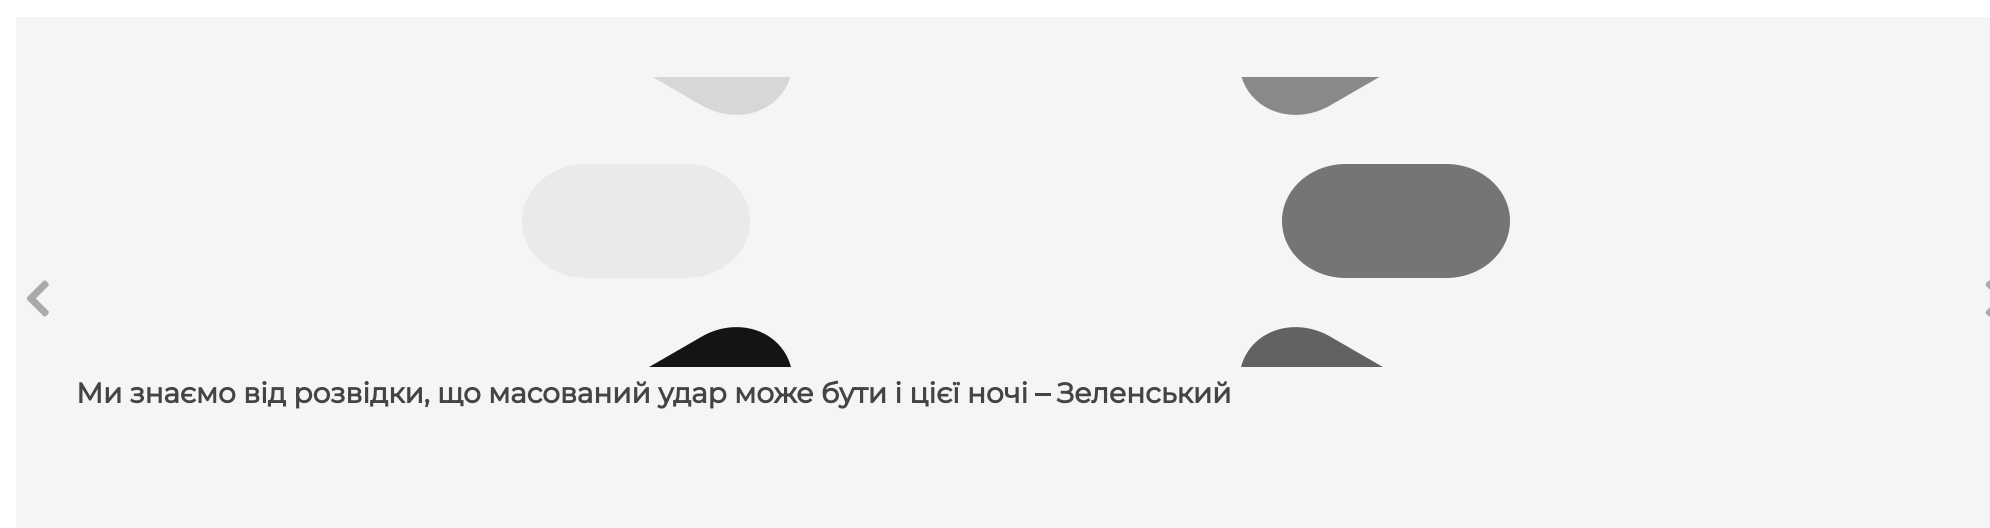 Ми знаємо від розвідки, що масований удар може бути і цієї ночі – Зеленський